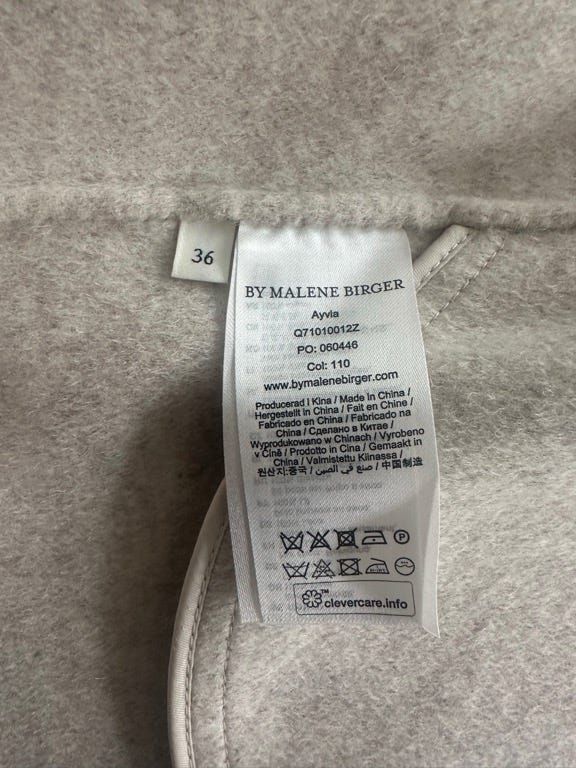 36
BY MALENE BIRGER
Ayvia
Q71010012Z
PO: 060446
Col: 110
www.bymalenebirger.com
Producerad i Kina / Made in China /
Hergestellt in China / Fait en Chine /
Fabricado en China / Fabricado na
China / Сделано в Китае /
Wyprodukowano w Chinach / Vyrobeno
v Číně / Prodotto in Cina / Gemaakt in
China / Valmistettu Kiinassa /
원산지:중국 / صنع في الصين / 中国制造
P
clevercare.info
TM